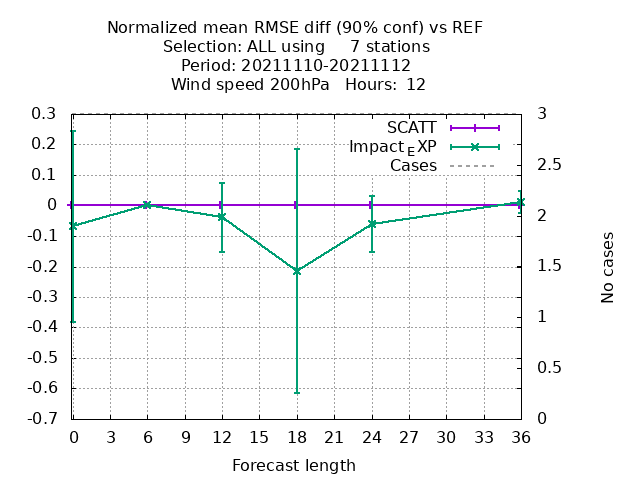 Normalized mean RMSE diff (90% conf) vs REF
Selection: ALL using     7 stations
Period: 20211110-20211112
Wind speed 200hPa   Hours: 12
0.3
0.2
0.1
0
-0.1
-0.2
-0.3
-0.4
-0.5
-0.6
-0.7
SCATT
Impact_EXP
Cases
3
2.5
2
1.5
1
0.5
0
No cases
0 3 6 9 12 15 18 21 24 27 30 33 36
Forecast length